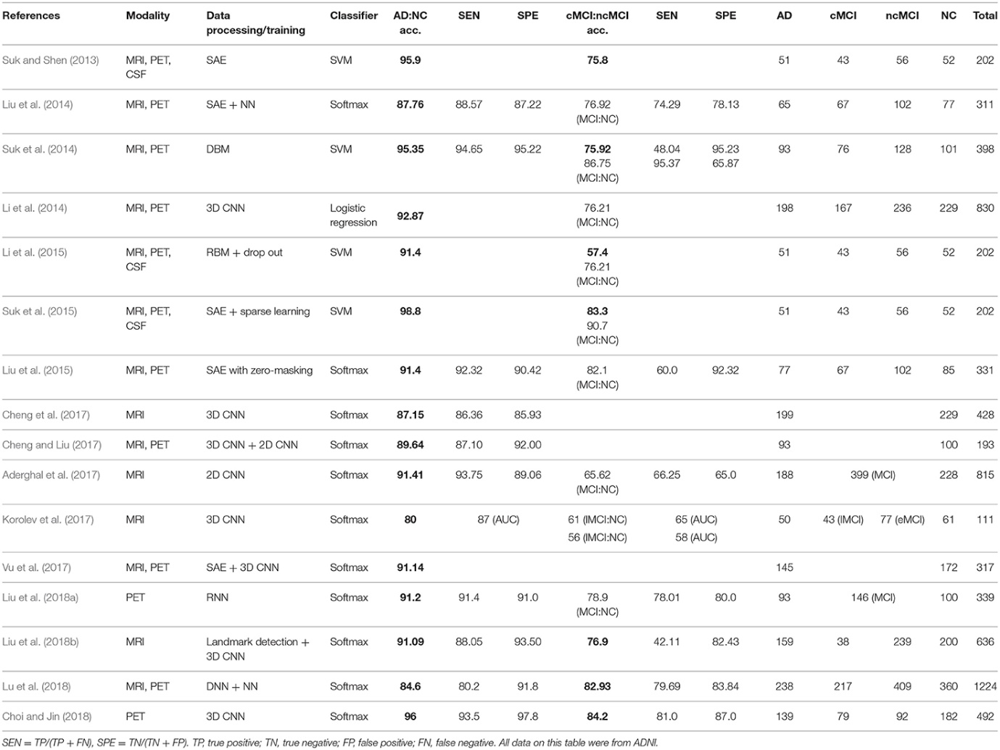 References Modality Data processing/training Classifier AD:NC acc. SEN SPE cMCI:ncMCI acc. SEN SPE AD cMCI ncMCI NC Total
Suk and Shen (2013) MRI, PET, CSF SAE SVM 95.9 75.8 51 43 56 52 202
Liu et al. (2014) MRI, PET SAE + NN Softmax 87.76 88.57 87.22 76.92 (MCI:NC) 74.29 78.13 65 67 102 77 311
Suk et al. (2014) MRI, PET DBM SVM 95.35 94.65 95.22 75.92 86.75 (MCI:NC) 48.04 95.37 95.23 65.87 93 76 128 101 398
Li et al. (2014) MRI, PET 3D CNN Logistic regression 92.87 76.21 (MCI:NC) 198 167 236 229 830
Li et al. (2015) MRI, PET, CSF RBM + drop out SVM 91.4 57.4 76.21 (MCI:NC) 51 43 56 52 202
Suk et al. (2015) MRI, PET, CSF SAE + sparse learning SVM 98.8 83.3 90.7 (MCI:NC) 51 43 56 52 202
Liu et al. (2015) MRI, PET SAE with zero-masking Softmax 91.4 92.32 90.42 82.1 (MCI:NC) 60.0 92.32 77 67 102 85 331
Cheng et al. (2017) MRI 3D CNN Softmax 87.15 86.36 85.93 199 229 428
Cheng and Liu (2017) MRI, PET 3D CNN + 2D CNN Softmax 89.64 87.10 92.00 93 100 193
Aderghal et al. (2017) MRI 2D CNN Softmax 91.41 93.75 89.06 65.62 (MCI:NC) 66.25 65.0 188 399 (MCI) 228 815
Korolev et al. (2017) MRI 3D CNN Softmax 80 87 (AUC) 61 (lMCI:NC) 56 (lMCI:NC) 65 (AUC) 58 (AUC) 50 43 (lMCI) 77 (eMCI) 61 111
Vu et al. (2017) MRI, PET SAE + 3D CNN Softmax 91.14 145 172 317
Liu et al. (2018a) PET RNN Softmax 91.2 91.4 91.0 78.9 (MCI:NC) 78.01 80.0 93 146 (MCI) 100 339
Liu et al. (2018b) MRI Landmark detection + 3D CNN Softmax 91.09 88.05 93.50 76.9 42.11 82.43 159 38 239 200 636
Lu et al. (2018) MRI, PET DNN + NN Softmax 84.6 80.2 91.8 82.93 79.69 83.84 238 217 409 360 1224
Choi and Jin (2018) PET 3D CNN Softmax 96 93.5 97.8 84.2 81.0 87.0 139 79 92 182 492
SEN = TP/(TP + FN), SPE = TN/(TN + FP). TP, true positive; TN, true negative; FP, false positive; FN, false negative. All data on this table were from ADNI.